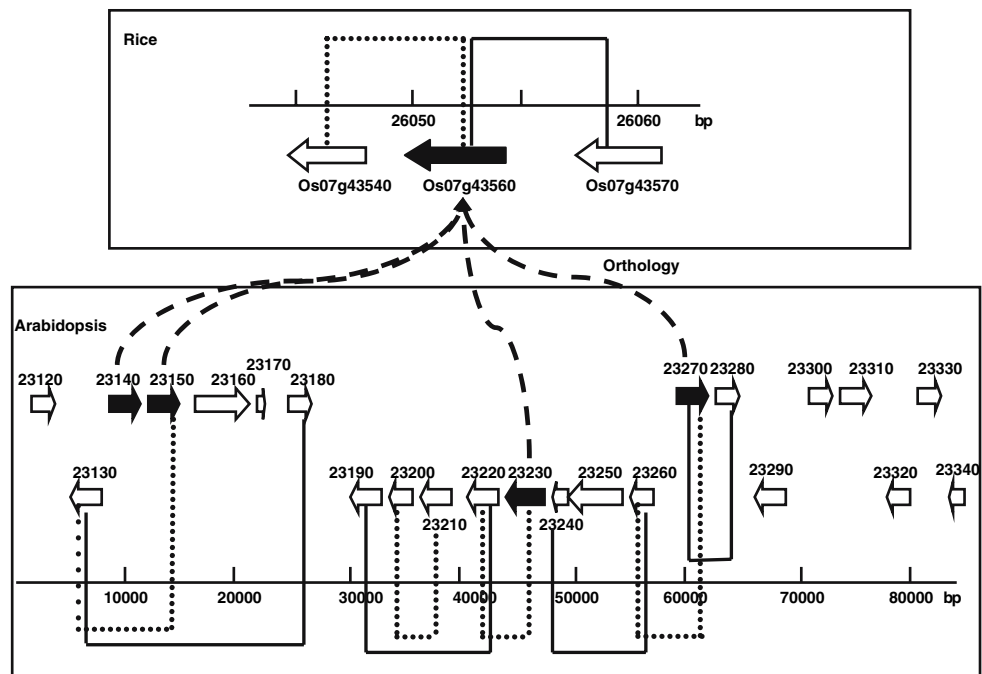 Rice
26050 26060 bp
Os07g43540 Os07g43560 Os07g43570
Orthology
Arabidopsis
23170
23120 23140 23150 23160 23180 23270 23280 23300 23310 23330
23130 23190 23200 23220 23230 23250 23260 23290 23320 23340
23210 23240
10000 20000 30000 40000 50000 60000 70000 80000 bp